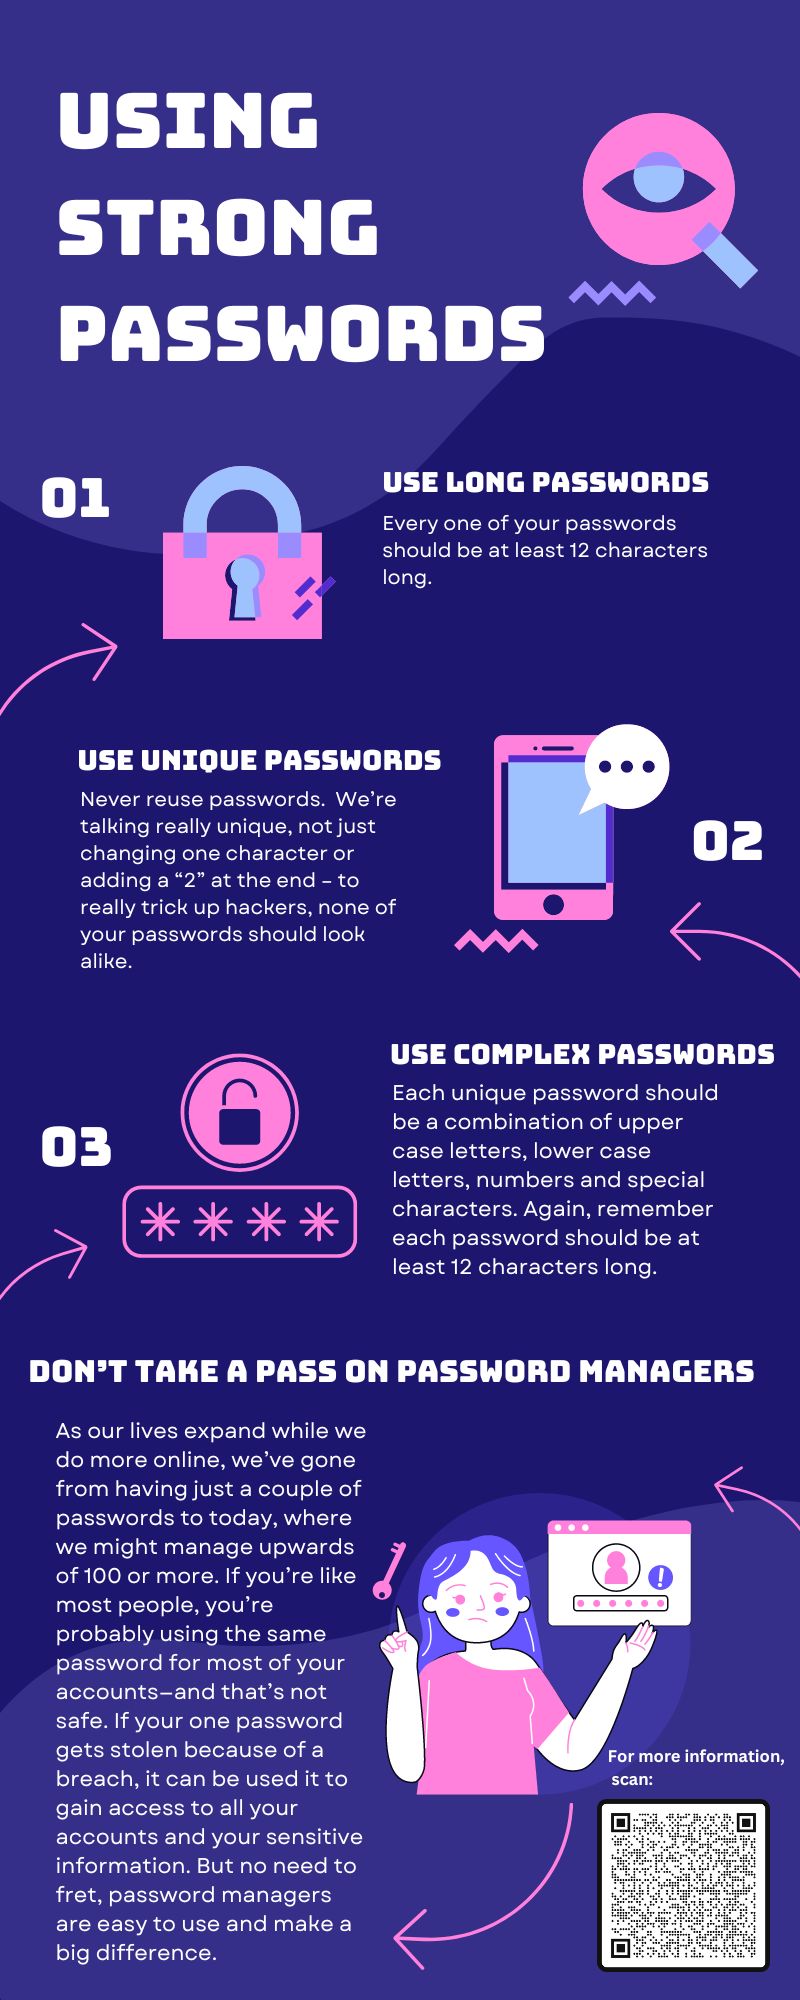 USING
STRONG
PASSWORDS
01
USE LONG PASSWORDS
Every one of your passwords
should be at least 12 characters
long.
USE UNIQUE PASSWORDS
Never reuse passwords.  We’re
talking really unique, not just
changing one character or
adding a “2” at the end – to
really trick up hackers, none of
your passwords should look
alike.
02
03
USE COMPLEX PASSWORDS
Each unique password should
be a combination of upper
case letters, lower case
letters, numbers and special
characters. Again, remember
each password should be at
least 12 characters long.
DON’T TAKE A PASS ON PASSWORD MANAGERS
As our lives expand while we
do more online, we’ve gone
from having just a couple of
passwords to today, where
we might manage upwards
of 100 or more. If you’re like
most people, you’re
probably using the same
password for most of your
accounts—and that’s not
safe. If your one password
gets stolen because of a
breach, it can be used it to
gain access to all your
accounts and your sensitive
information. But no need to
fret, password managers
are easy to use and make a
big difference.
For more information,
scan: